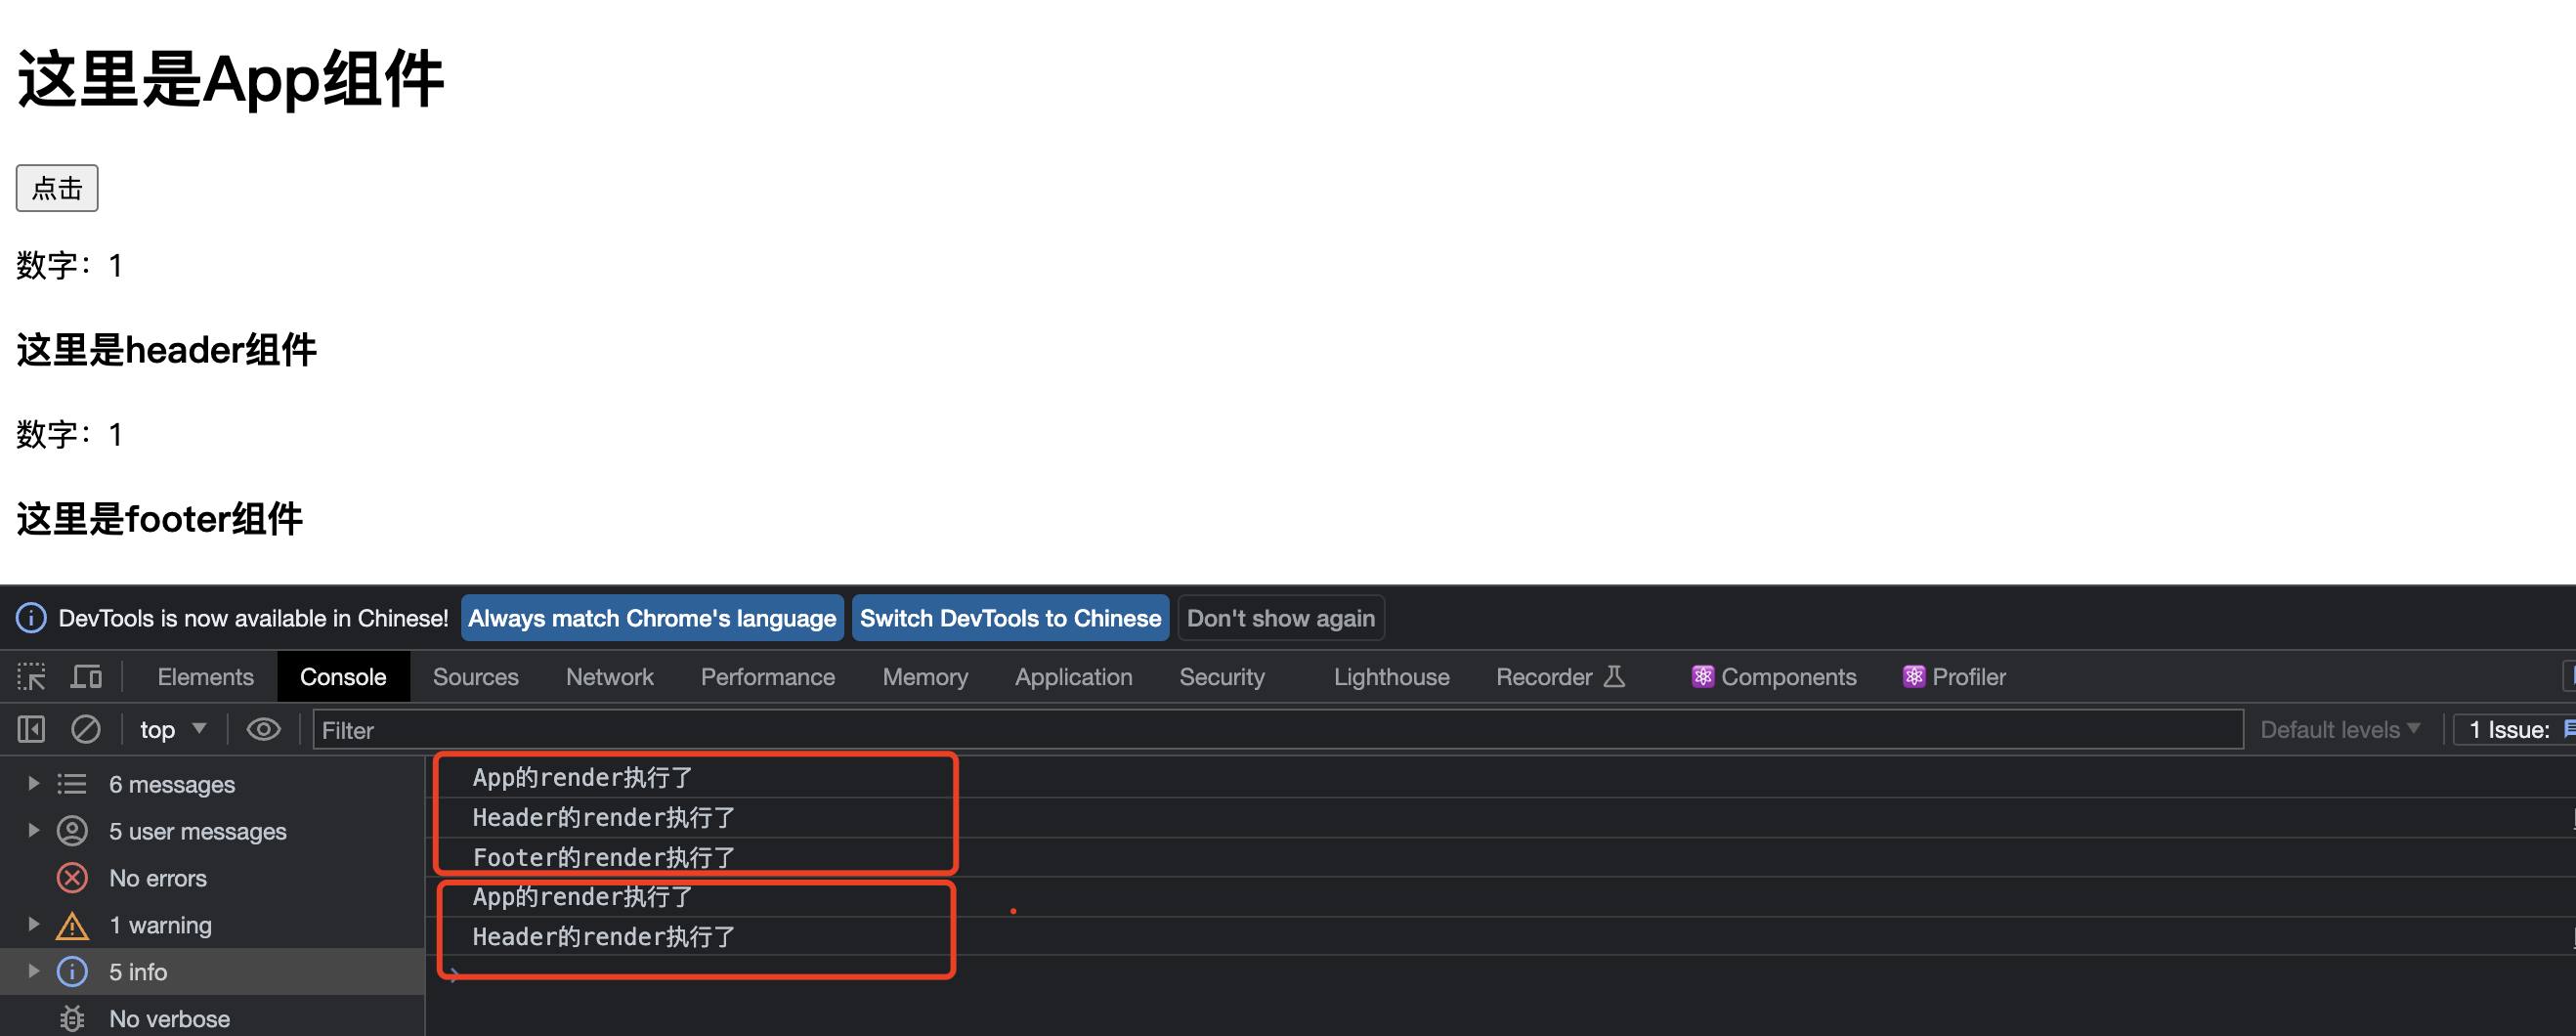 这里是App组件
点击
数字：1
这里是header组件
数字：1
这里是footer组件
DevTools is now available in Chinese! Always match Chrome's language Switch DevTools to Chinese Don't show again
Elements Console Sources Network Performance Memory Application Security Lighthouse Recorder Components Profiler
top Filter Default levels 1 Issue:
6 messages
5 user messages
No errors
1 warning
5 info
No verbose
App的render执行了
Header的render执行了
Footer的render执行了
App的render执行了
Header的render执行了